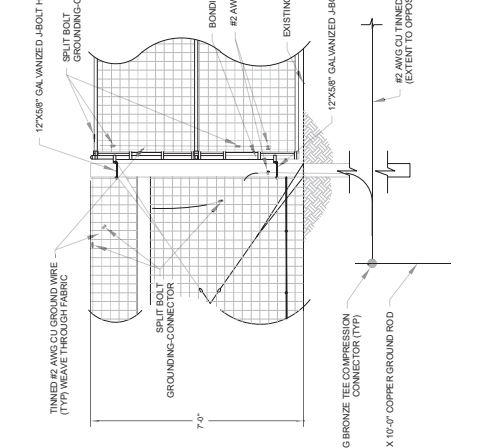 12"X5/8" GALVANIZED J-BOLT H
SPLIT BOLT
GROUNDING-C
BONDI
#2 AW
EXISTING
12"X5/8" GALVANIZED J-BO
#2 AWG CU TINNED
(EXTENT TO OPPOS
TINNED #2 AWG CU GROUND WIRE
(TYP) WEAVE THROUGH FABRIC
SPLIT BOLT
GROUNDING-CONNECTOR
7'-0"
G BRONZE TEE COMPRESSION
CONNECTOR (TYP)
X 10'-0" COPPER GROUND ROD